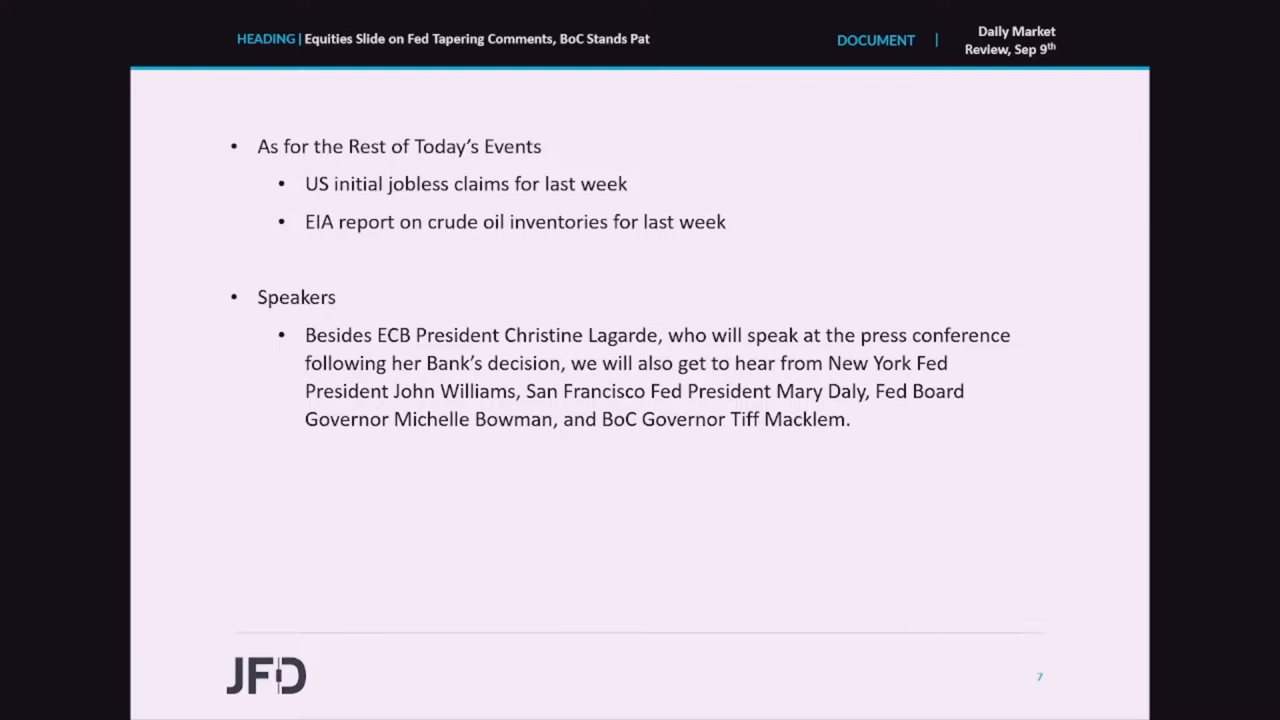 HEADING | Equities Slide on Fed Tapering Comments, BoC Stands Pat
DOCUMENT |
Daily Market
Review, Sep 9th
• As for the Rest of Today's Events
• US initial jobless claims for last week
• EIA report on crude oil inventories for last week
• Speakers
• Besides ECB President Christine Lagarde, who will speak at the press conference
following her Bank's decision, we will also get to hear from New York Fed
President John Williams, San Francisco Fed President Mary Daly, Fed Board
Governor Michelle Bowman, and BoC Governor Tiff Macklem.
JFD
7